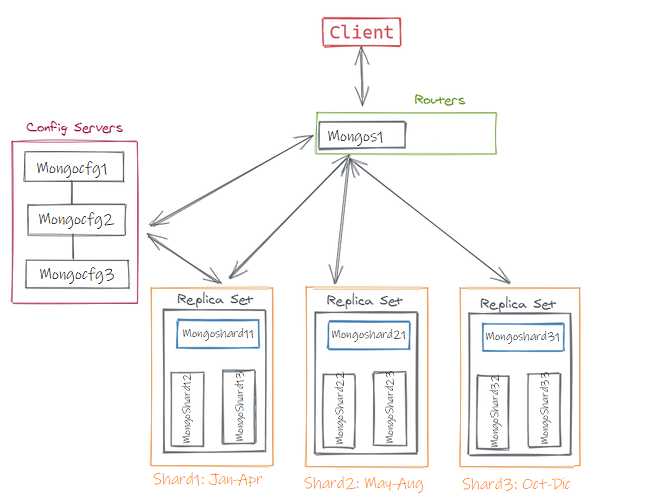 Client
Routers
Mongos1
Config Servers
Mongocfg1
Mongocfg2
Mongocfg3
Replica Set
Mongoshard11
MongoShard12
MongoShard13
Shard1: Jan-Apr
Replica Set
Mongoshard21
MongoShard22
MongoShard23
Shard2: May-Aug
Replica Set
Mongoshard31
MongoShard32
MongoShard33
Shard3: Oct-Dic